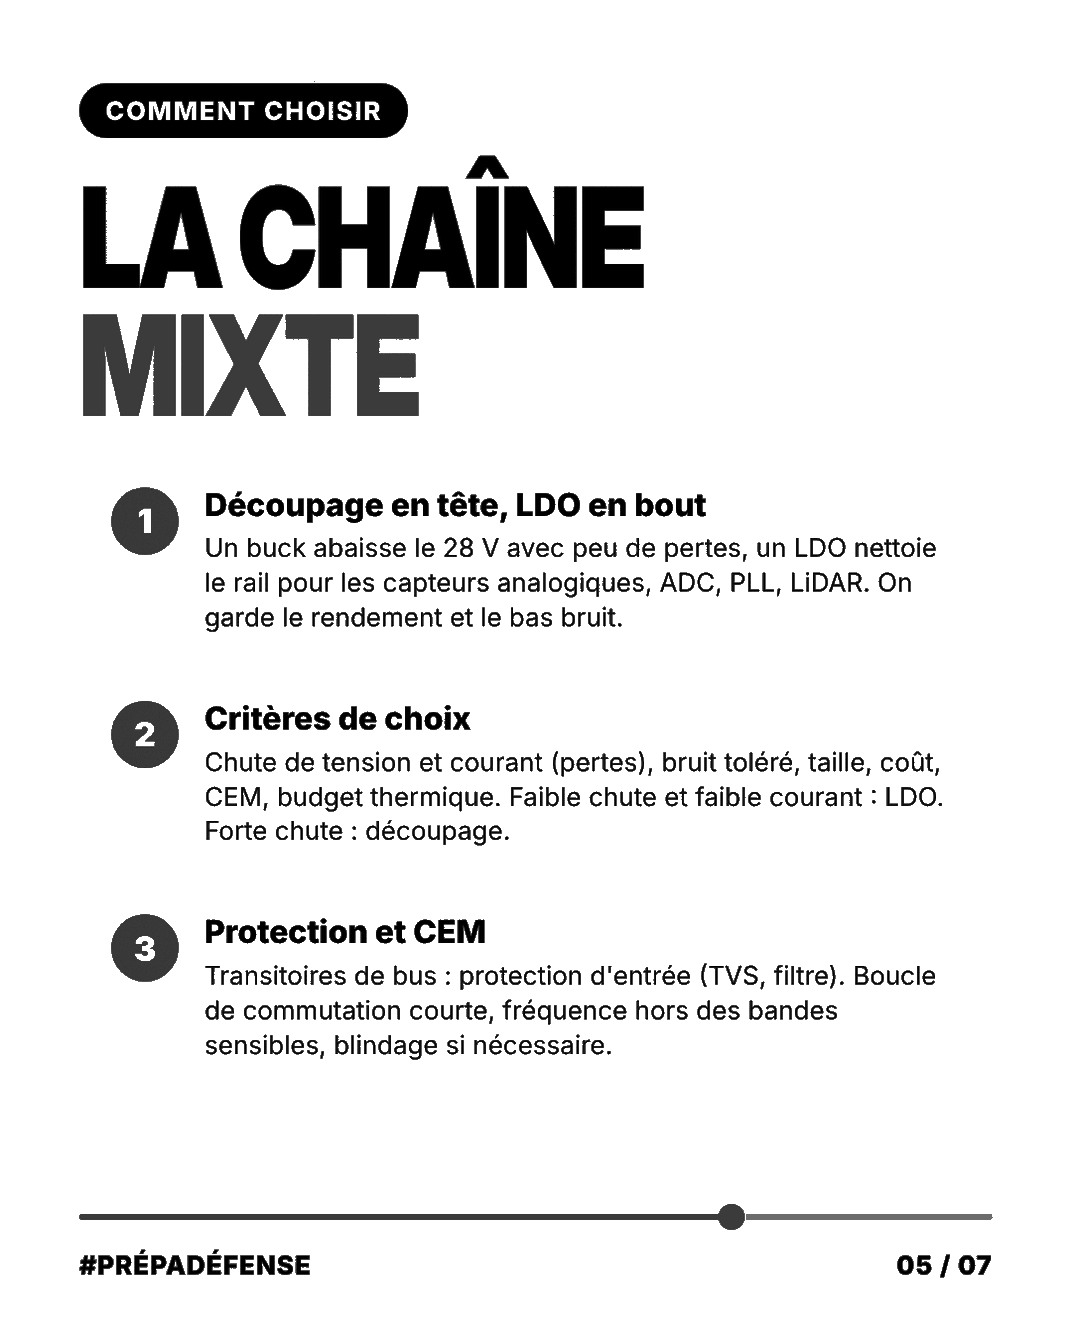 COMMENT CHOISIR
LA CHAÎNE
MIXTE
1
Découpage en tête, LDO en bout
Un buck abaisse le 28 V avec peu de pertes, un LDO nettoie
le rail pour les capteurs analogiques, ADC, PLL, LiDAR. On
garde le rendement et le bas bruit.
2
Critères de choix
Chute de tension et courant (pertes), bruit toléré, taille, coût,
CEM, budget thermique. Faible chute et faible courant : LDO.
Forte chute : découpage.
3
Protection et CEM
Transitoires de bus : protection d'entrée (TVS, filtre). Boucle
de commutation courte, fréquence hors des bandes
sensibles, blindage si nécessaire.
#PRÉPADÉFENSE
05 / 07